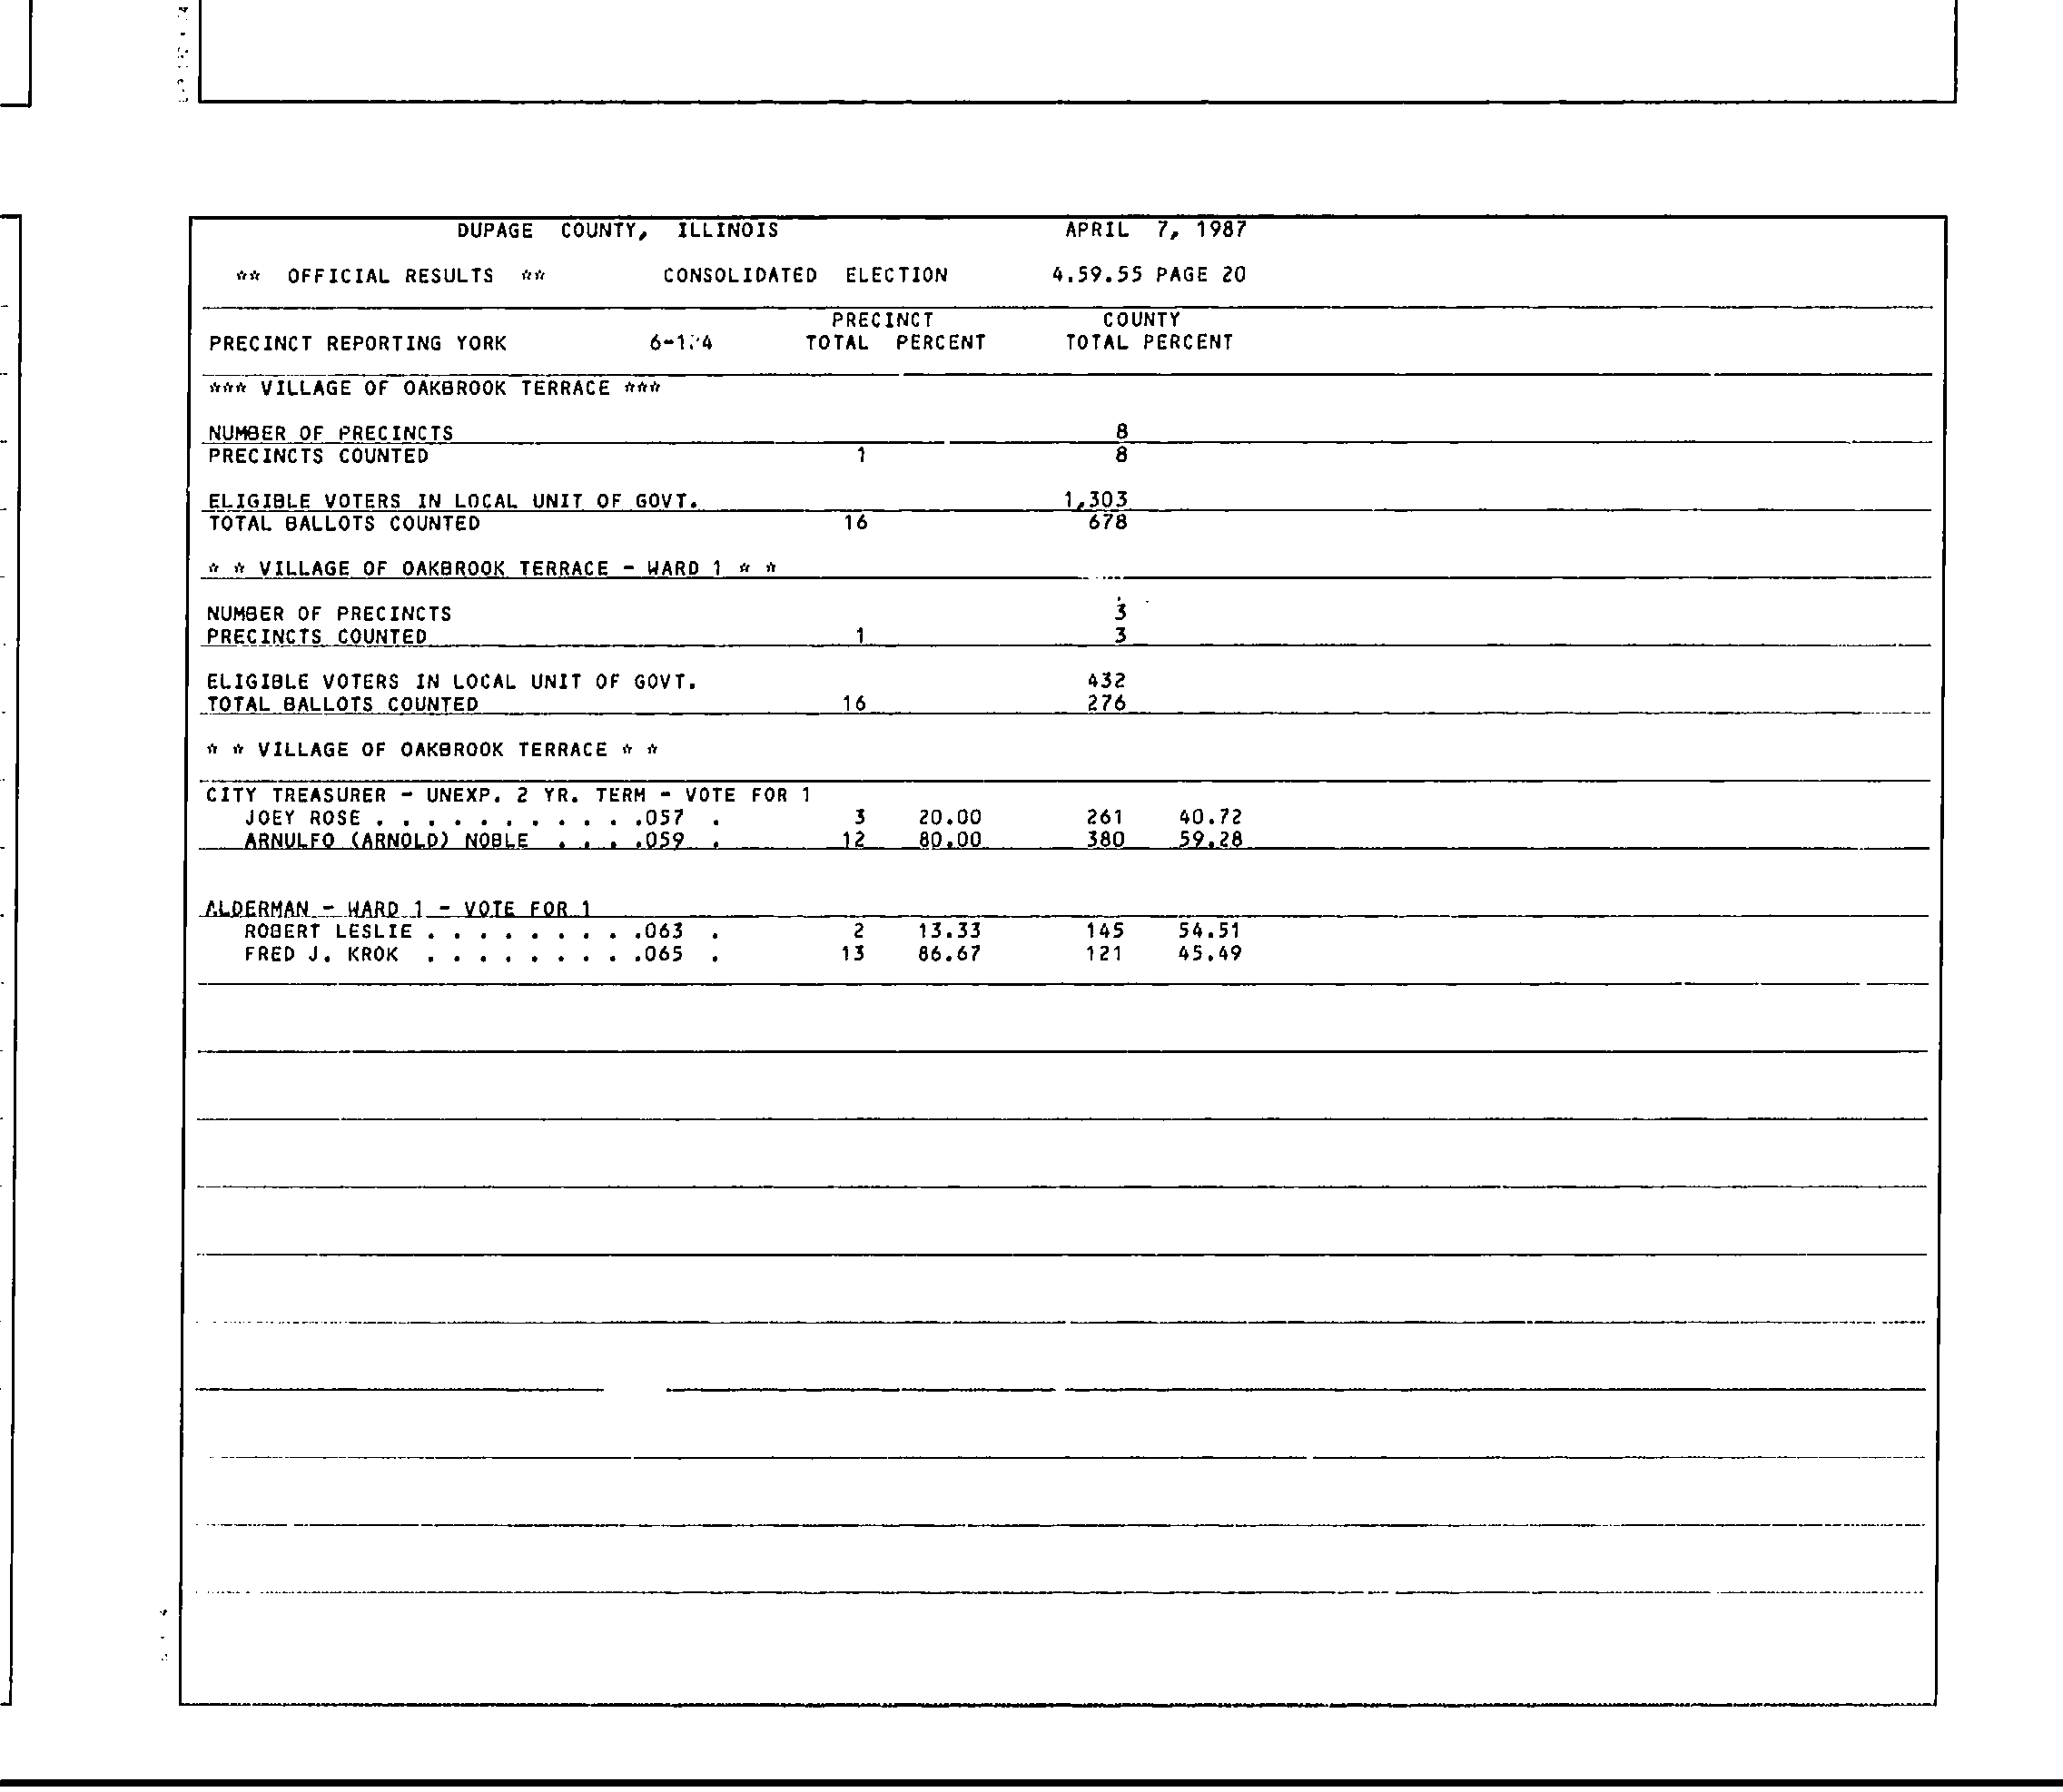 DUPAGE COUNTY, ILLINOIS APRIL 7, 1987
** OFFICIAL RESULTS ** CONSOLIDATED ELECTION 4.59.55 PAGE 20
PRECINCT COUNTY
PRECINCT REPORTING YORK TOTAL PERCENT TOTAL PERCENT
*** VILLAGE OF OAKBROOK TERRACE ***
NUMBER OF PRECINCTS 8
PRECINCTS COUNTED 1 8
ELIGIBLE VOTERS IN LOCAL UNIT OF GOVT. 1,303
TOTAL BALLOTS COUNTED 16 678
* * VILLAGE OF OAKBROOK TERRACE - WARD 1 * *
NUMBER OF PRECINCTS 3
PRECINCTS COUNTED 1 3
ELIGIBLE VOTERS IN LOCAL UNIT OF GOVT. 432
TOTAL BALLOTS COUNTED 16 276
* * VILLAGE OF OAKBROOK TERRACE * *
CITY TREASURER - UNEXP. 2 YR. TERM - VOTE FOR 1
JOEY ROSE . . . . . . . . . . .057 . 3 20.00 261 40.72
ARNULFO (ARNOLD) NOBLE . . . .059 . 12 80.00 380 59.28
ALDERMAN - WARD 1 - VOTE FOR 1
ROBERT LESLIE . . . . . . . . .063 . 2 13.33 145 54.51
FRED J. KROK . . . . . . . . .065 . 13 86.67 121 45.49